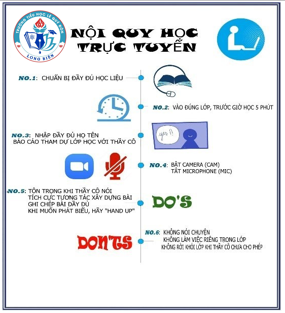 LONG BIÊN
NỘI QUY HỌC
TRỰC TUYẾN
NO.1: CHUẨN BỊ ĐẦY ĐỦ HỌC LIỆU
NO.2: VÀO ĐÚNG LỚP, TRƯỚC GIỜ HỌC 5 PHÚT
NO.3: NHẬP ĐẦY ĐỦ HỌ TÊN
BÁO CÁO THAM DỰ LỚP HỌC VỚI THẦY CÔ
NO.4: BẬT CAMERA (CAM)
TẮT MICROPHONE (MIC)
NO.5: TÔN TRỌNG KHI THẦY CÔ NÓI
TÍCH CỰC TƯƠNG TÁC XÂY DỰNG BÀI
GHI CHÉP BÀI ĐẦY ĐỦ
KHI MUỐN PHÁT BIỂU, HÃY "HAND UP"
DO'S
DON'TS
NO.6: KHÔNG NÓI CHUYỆN
KHÔNG LÀM VIỆC RIÊNG TRONG LỚP
KHÔNG RỜI KHỎI LỚP KHI THẦY CÔ CHƯA CHO PHÉP